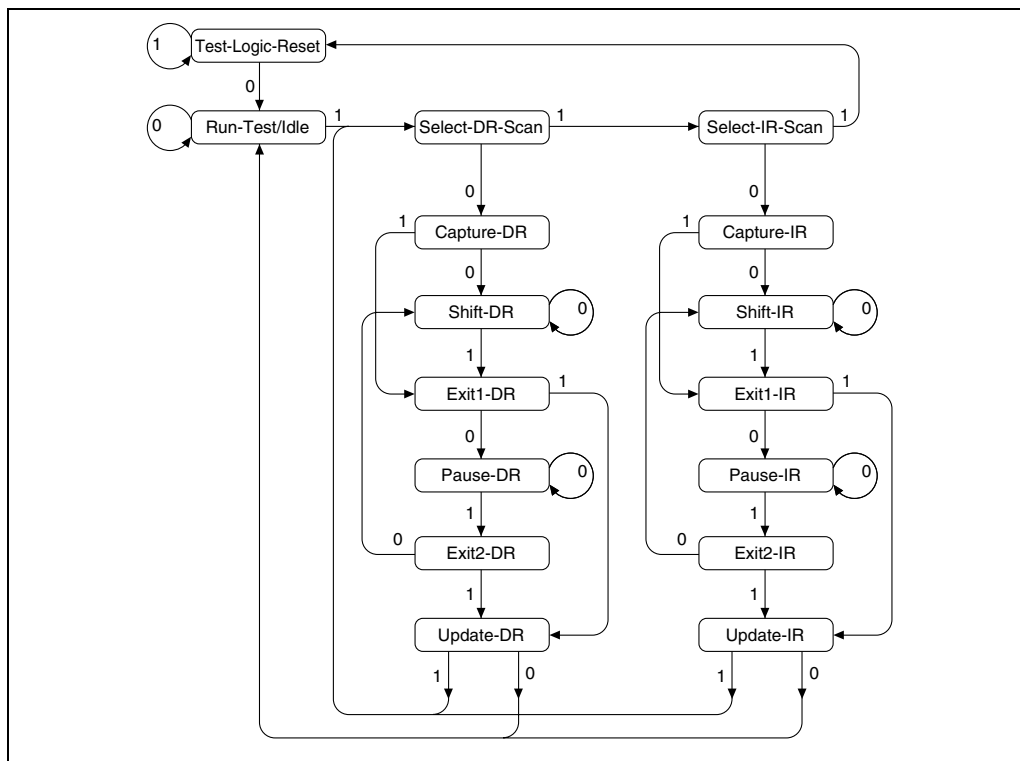 1
Test-Logic-Reset
0
0
Run-Test/Idle
1
Select-DR-Scan
1
Select-IR-Scan
1
0
0
1
Capture-DR
1
Capture-IR
0
0
Shift-DR
0
Shift-IR
0
1
1
Exit1-DR
1
Exit1-IR
1
0
0
Pause-DR
0
Pause-IR
0
1
1
0
Exit2-DR
0
Exit2-IR
1
1
Update-DR
Update-IR
1
0
1
0